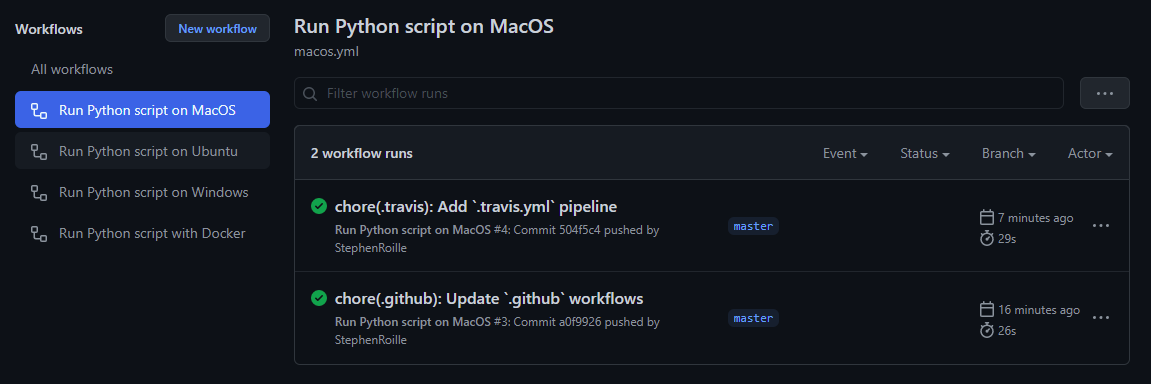 Workflows
New workflow
All workflows
Run Python script on MacOS
Run Python script on Ubuntu
Run Python script on Windows
Run Python script with Docker
Run Python script on MacOS
macos.yml
Filter workflow runs
2 workflow runs
Event
Status
Branch
Actor
chore(.travis): Add `.travis.yml` pipeline
Run Python script on MacOS #4: Commit 504f5c4 pushed by
StephenRoille
master
7 minutes ago
29s
chore(.github): Update `.github` workflows
Run Python script on MacOS #3: Commit a0f9926 pushed by
StephenRoille
master
16 minutes ago
26s